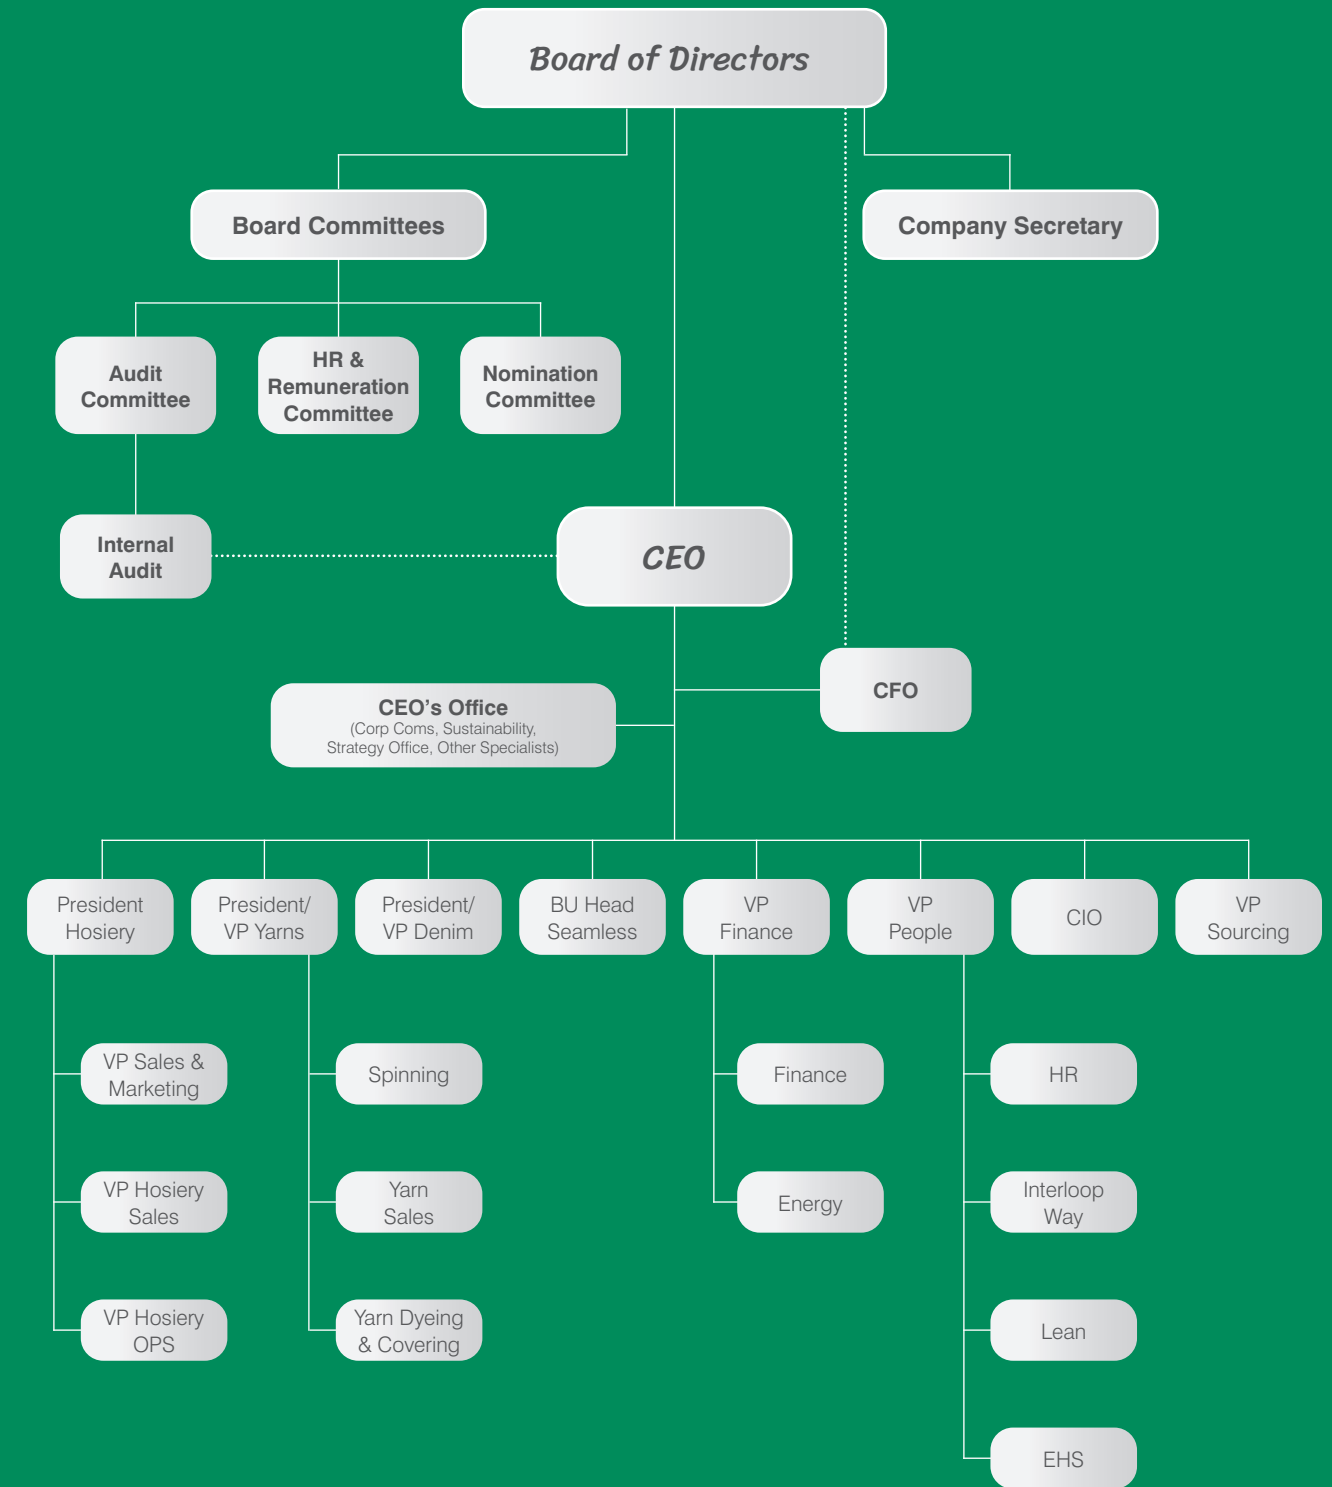 Board of Directors
Board Committees
Company Secretary
Audit
Committee
HR &
Remuneration
Committee
Nomination
Committee
Internal
Audit
CEO
CFO
CEO’s Office
(Corp Coms, Sustainability,
Strategy Office, Other Specialists)
President
Hosiery
President/
VP Yarns
President/
VP Denim
BU Head
Seamless
VP
Finance
VP
People
CIO
VP
Sourcing
VP Sales &
Marketing
Spinning
Finance
HR
VP Hosiery
Sales
Yarn
Sales
Energy
Interloop
Way
VP Hosiery
OPS
Yarn Dyeing
& Covering
Lean
EHS